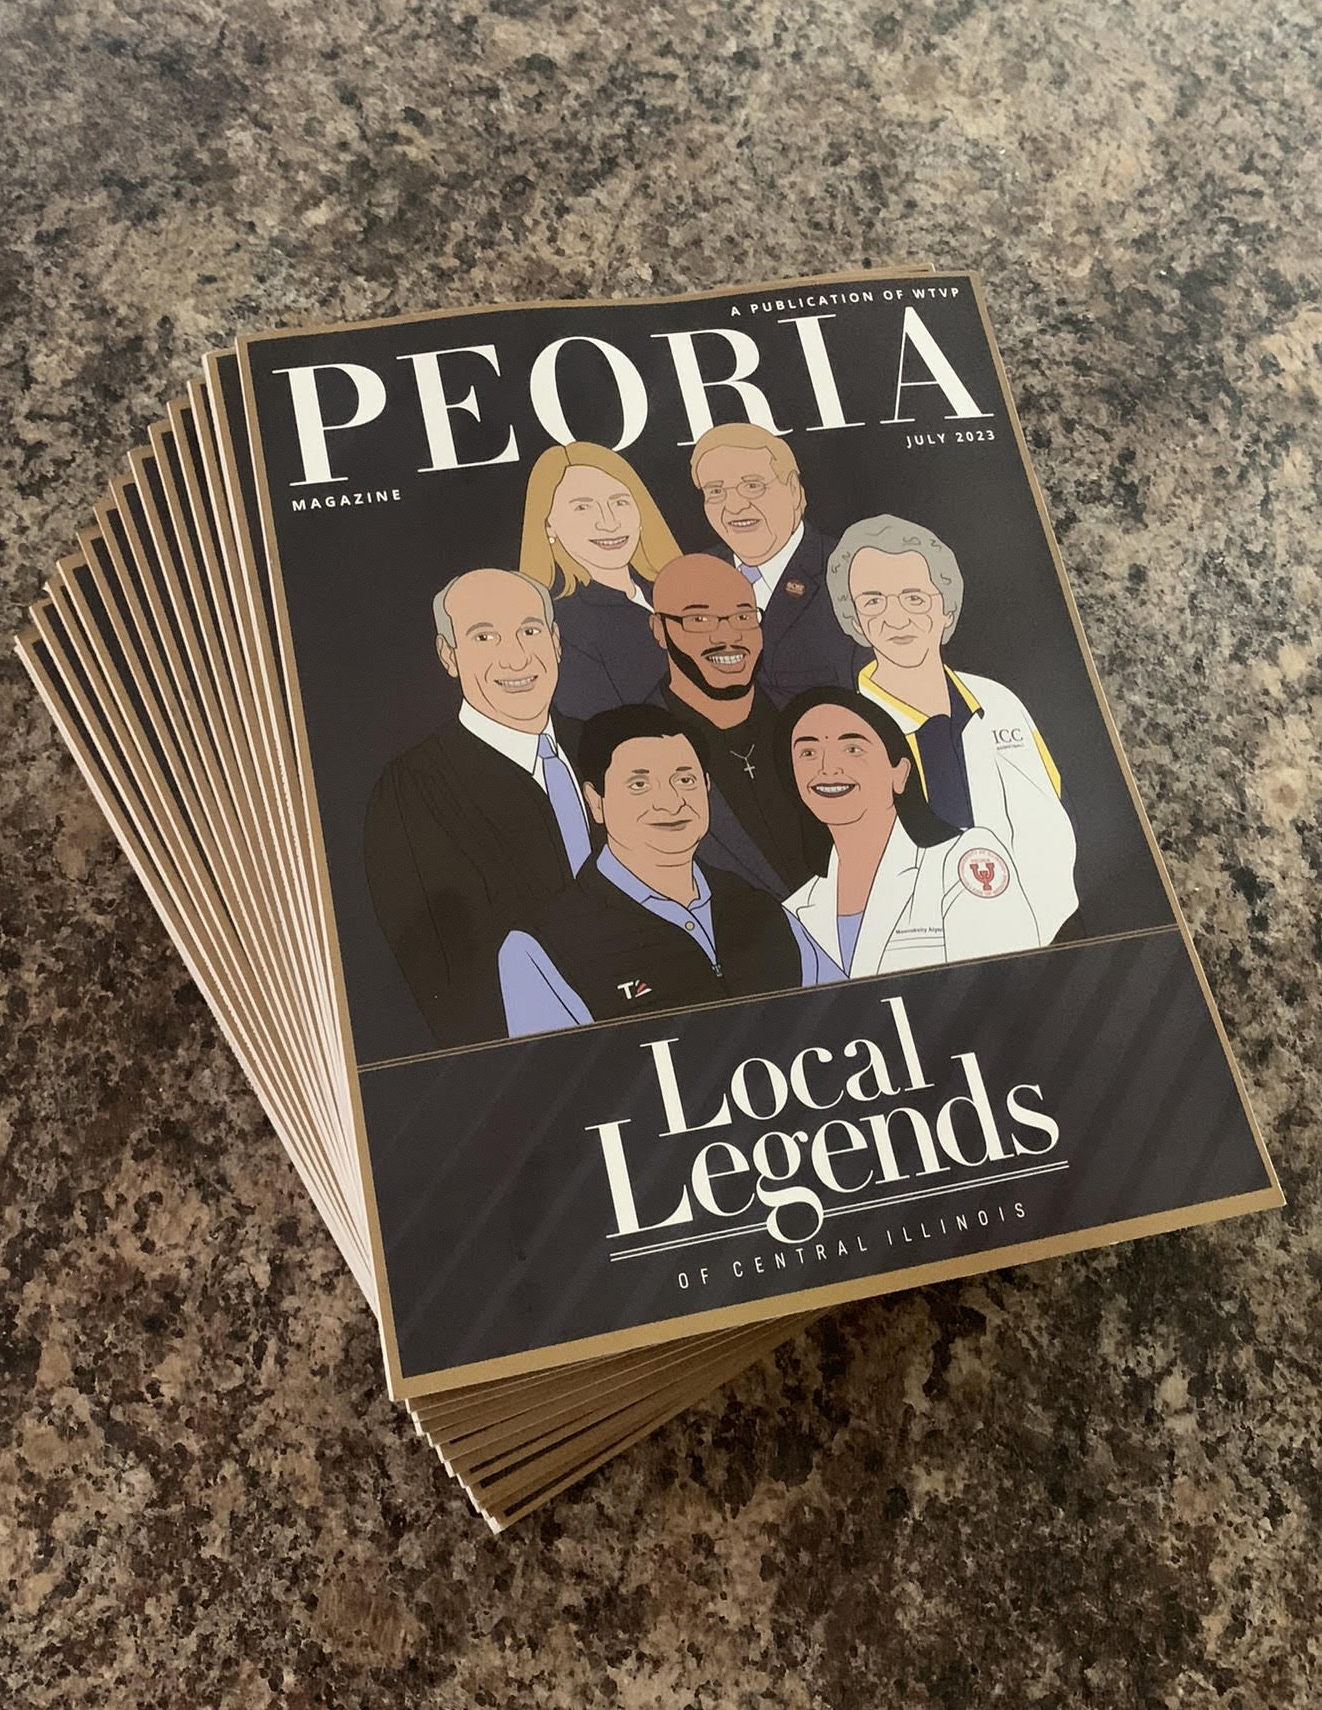 A PUBLICATION OF WTVP
PEORIA
MAGAZINE
JULY 2023
ICC
T
Local
Legends
OF CENTRAL ILLINOIS